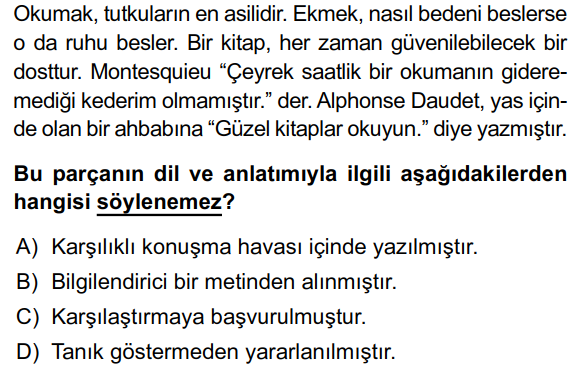 Okumak, tutkuların en asilidir. Ekmek, nasıl bedeni beslerse
o da ruhu besler. Bir kitap, her zaman güvenilebilecek bir
dosttur. Montesquieu “Çeyrek saatlik bir okumanın gidere-
mediği kederim olmamıştır.” der. Alphonse Daudet, yas için-
de olan bir ahbabına “Güzel kitaplar okuyun.” diye yazmıştır.
Bu parçanın dil ve anlatımıyla ilgili aşağıdakilerden
hangisi söylenemez?
A) Karşılıklı konuşma havası içinde yazılmıştır.
B) Bilgilendirici bir metinden alınmıştır.
C) Karşılaştırmaya başvurulmuştur.
D) Tanık göstermeden yararlanılmıştır.